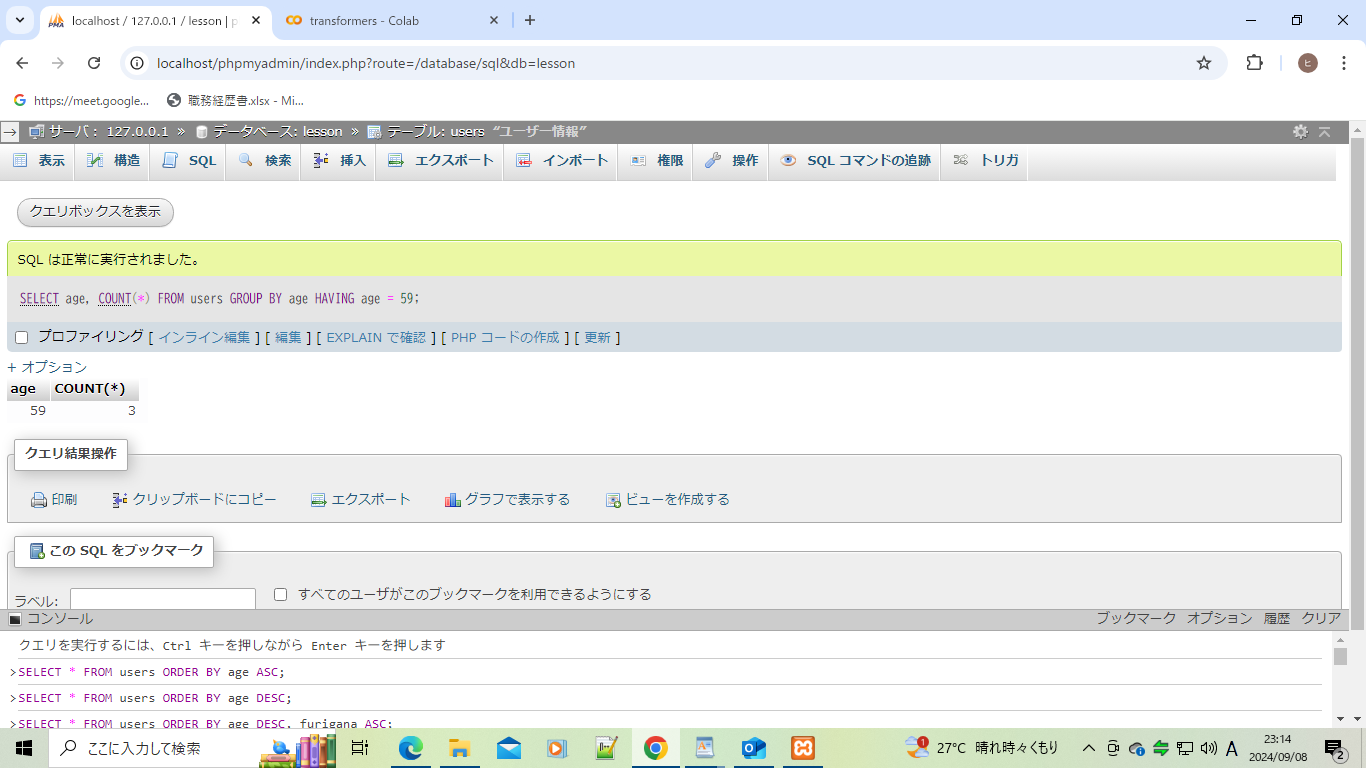 localhost / 127.0.0.1 / lesson | p
transformers - Colab
localhost/phpmyadmin/index.php?route=/database/sql&db=lesson
ヒ
https://meet.google...
職務経歴書.xlsx - Mi...
サーバ: 127.0.0.1 » データベース: lesson » テーブル: users "ユーザー情報"
表示 構造 SQL 検索 挿入 エクスポート インポート 権限 操作 SQL コマンドの追跡 トリガ
クエリボックスを表示
SQL は正常に実行されました。
SELECT age, COUNT(*) FROM users GROUP BY age HAVING age = 59;
プロファイリング [ インライン編集 ] [ 編集 ] [ EXPLAIN で確認 ] [ PHP コードの作成 ] [ 更新 ]
+ オプション
age COUNT(*)
59 3
クエリ結果操作
印刷 クリップボードにコピー エクスポート グラフで表示する ビューを作成する
この SQL をブックマーク
ラベル: すべてのユーザがこのブックマークを利用できるようにする
コンソール ブックマーク オプション 履歴 クリア
クエリを実行するには、Ctrl キーを押しながら Enter キーを押します
>SELECT * FROM users ORDER BY age ASC;
>SELECT * FROM users ORDER BY age DESC;
>SELECT * FROM users ORDER BY age DESC, furigana ASC;
ここに入力して検索
1
27°C 晴れ時々くもり
A
23:14
2024/09/08
2